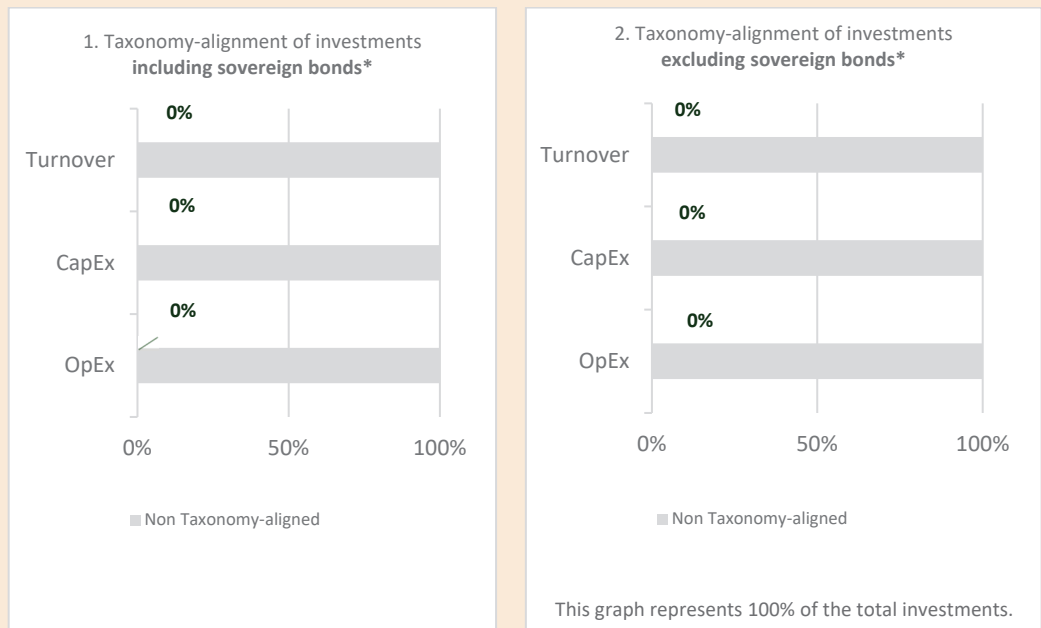 1. Taxonomy-alignment of investments
including sovereign bonds*
0%
Turnover
0%
CapEx
0%
OpEx
0% 50% 100%
Non Taxonomy-aligned
2. Taxonomy-alignment of investments
excluding sovereign bonds*
0%
Turnover
0%
CapEx
0%
OpEx
0% 50% 100%
Non Taxonomy-aligned
This graph represents 100% of the total investments.